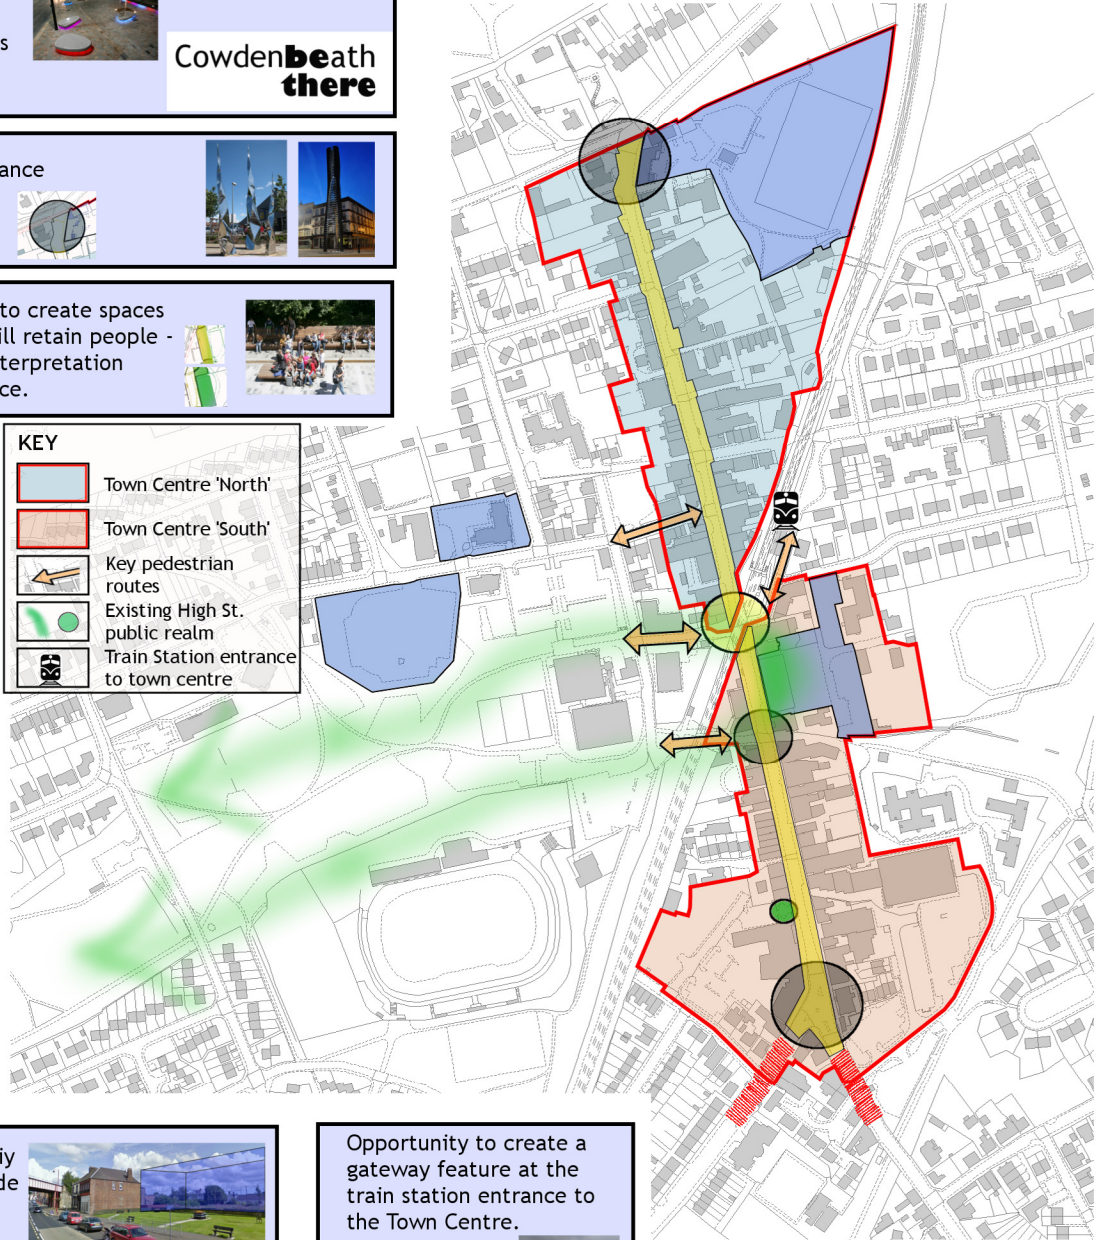 s
Cowdenbeath
there
ance
to create spaces
ill retain people -
terpretation
ce.
KEY
Town Centre 'North'
Town Centre 'South'
Key pedestrian
routes
Existing High St.
public realm
Train Station entrance
to town centre
iy
de
Opportunity to create a
gateway feature at the
train station entrance to
the Town Centre.